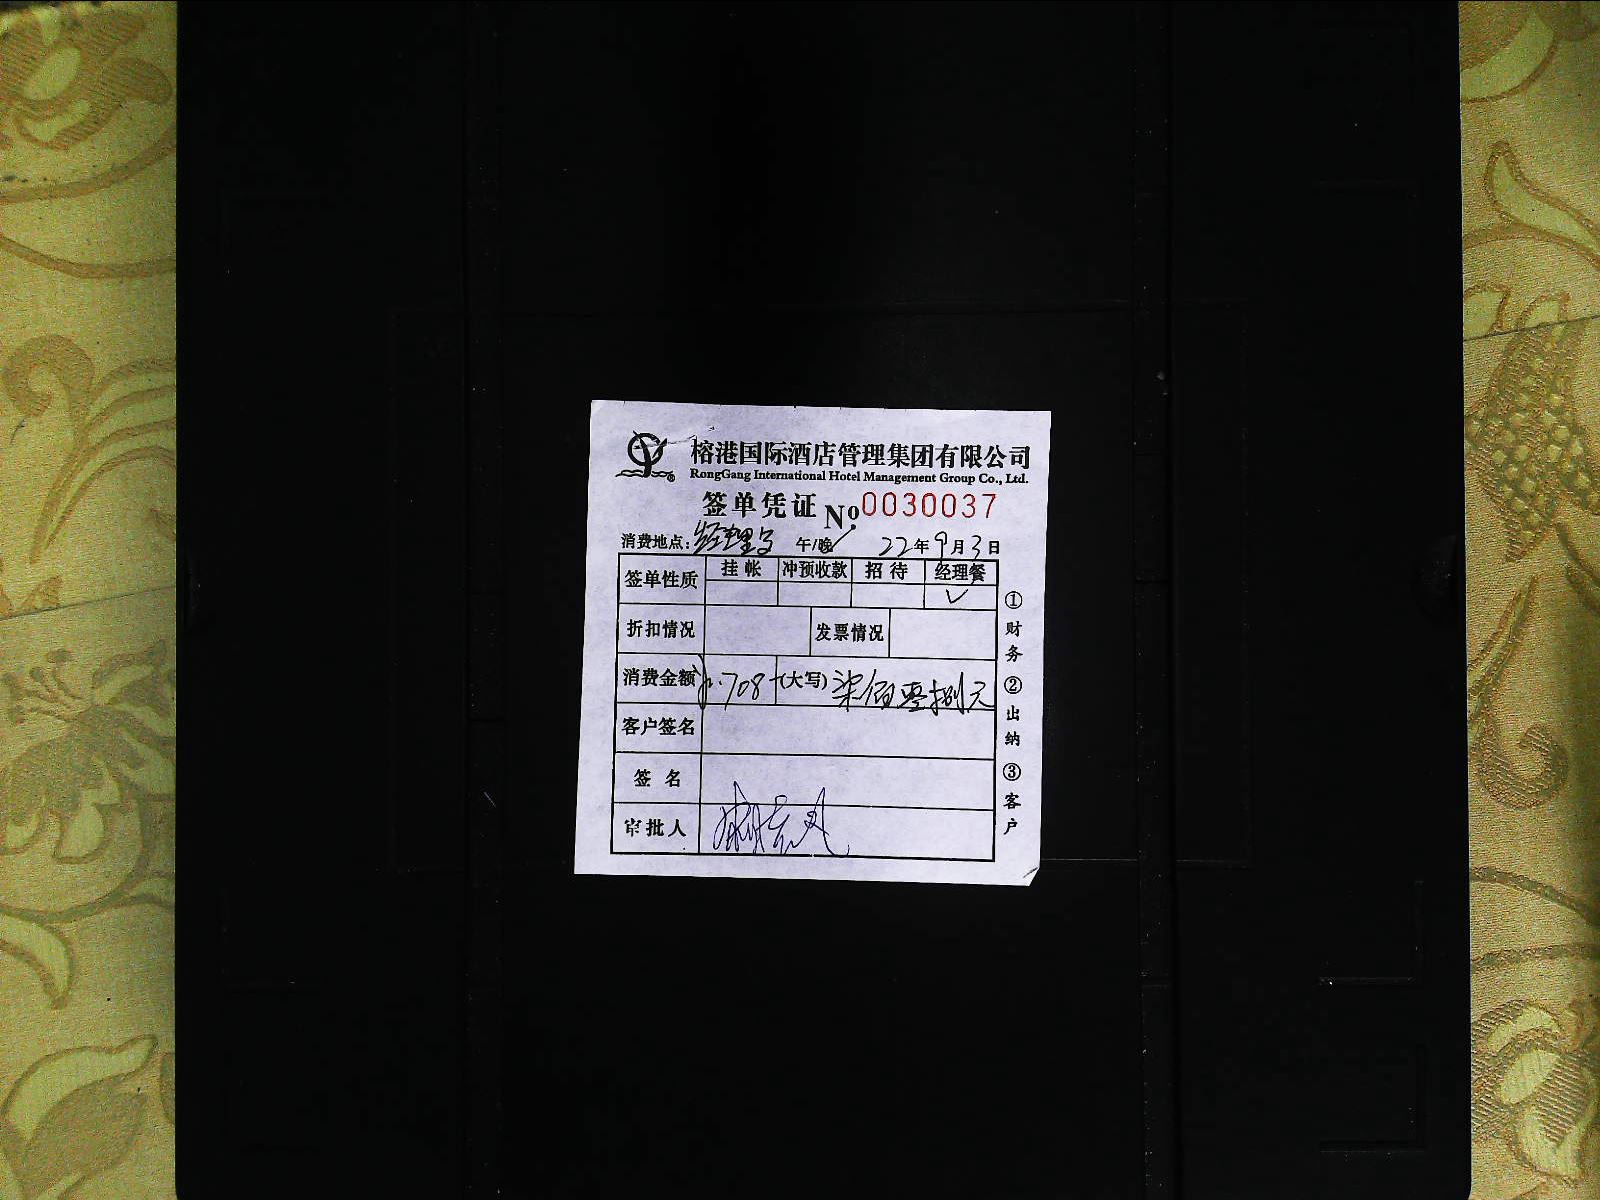 榕港国际酒店管理集团有限公司
RongGang International Hotel Management Group Co., Ltd.
签单凭证 No. 0030037
消费地点: 经理 午/晚 22年9月3日
签单性质 挂帐 冲预收款 招待 经理餐
✓
折扣情况 发票情况
消费金额 708 (大写) 柒佰零捌元
客户签名
签名
审批人
①财务 ②出纳 ③客户